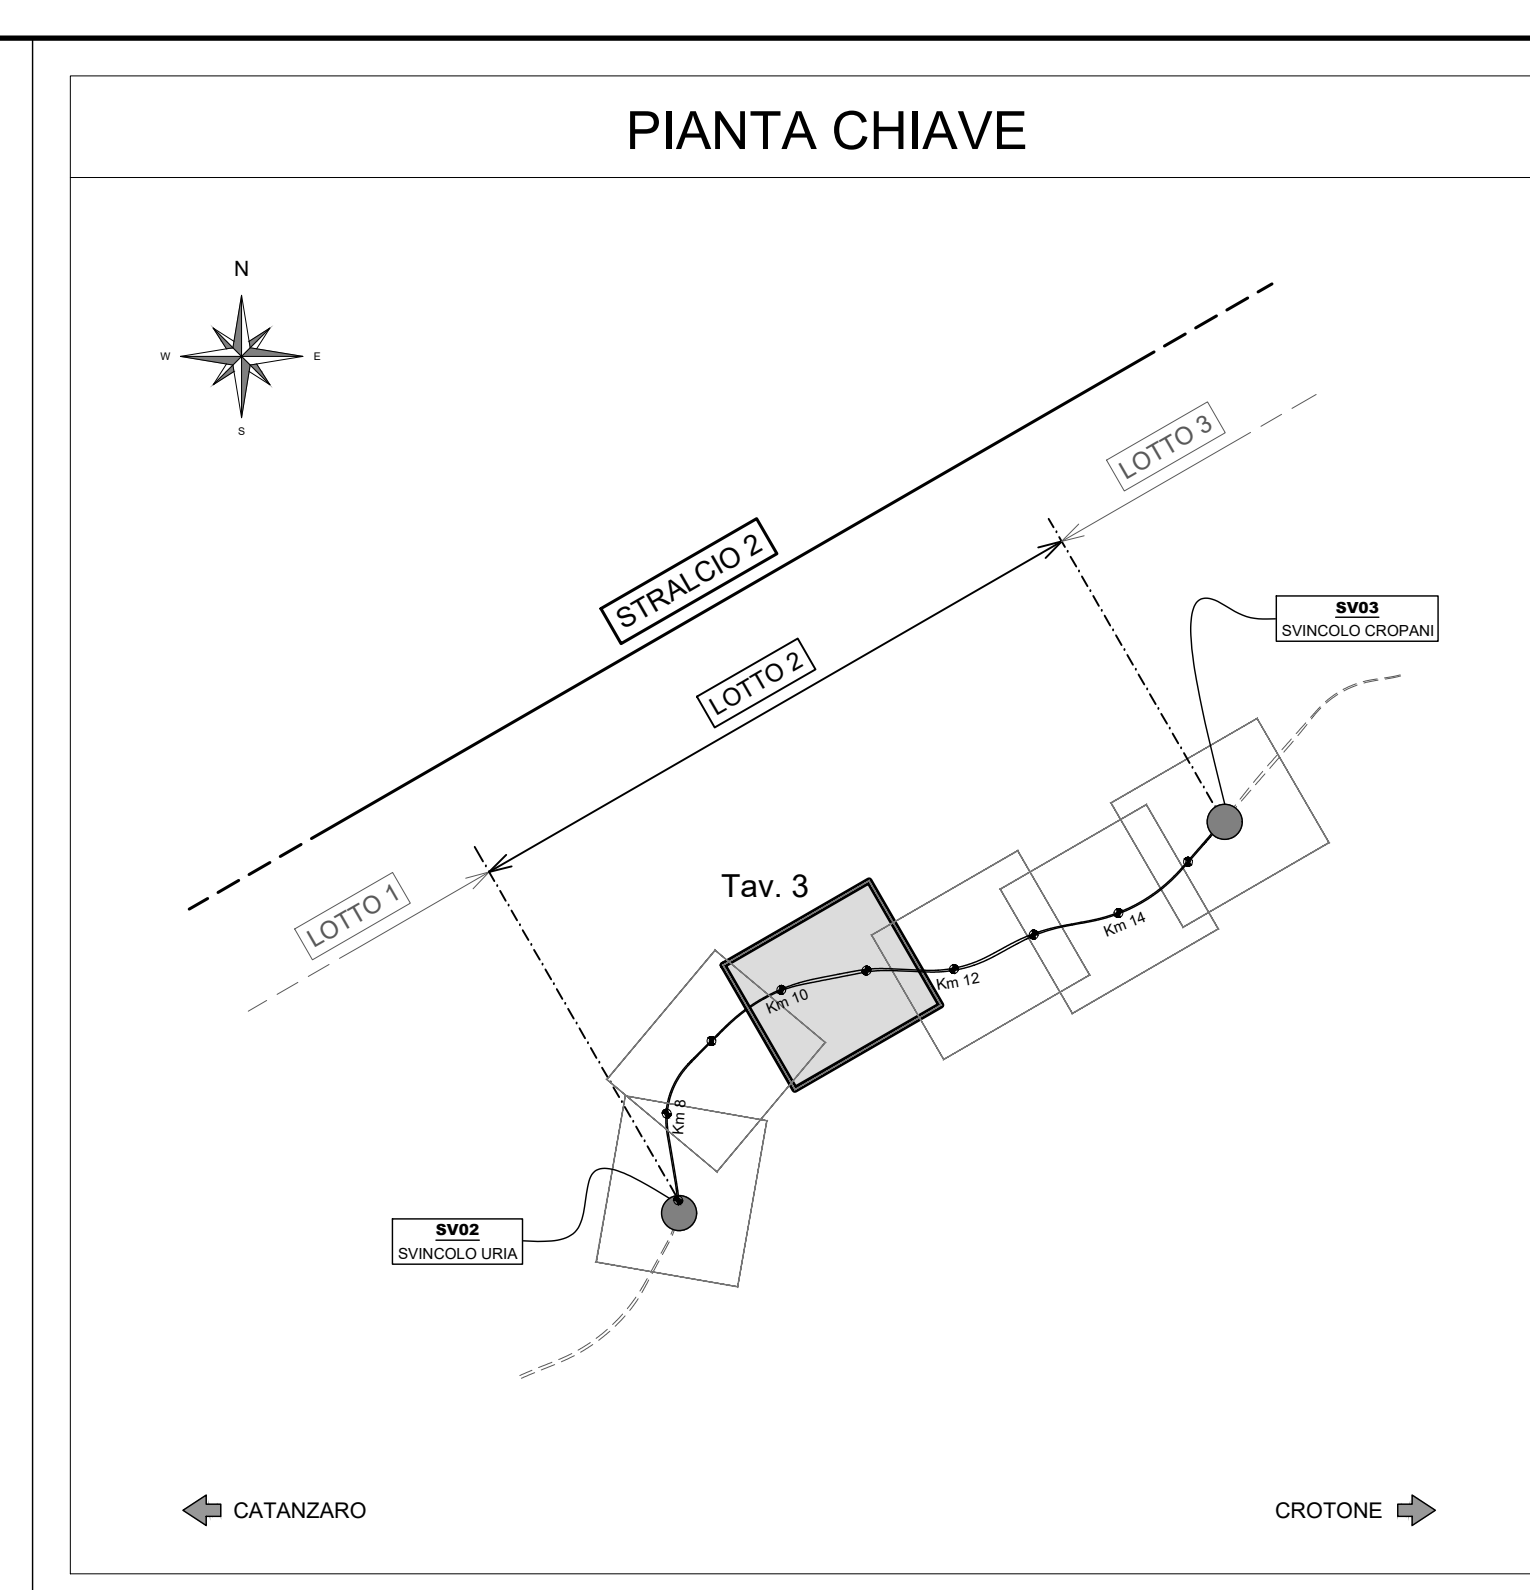 PIANTA CHIAVE
N
W
E
S
LOTTO 3
STRALCIO 2
SV03
SVINCOLO CROPANI
LOTTO 2
Tav. 3
LOTTO 1
Km 14
Km 12
Km 10
Km 8
SV02
SVINCOLO URIA
CATANZARO
CROTONE